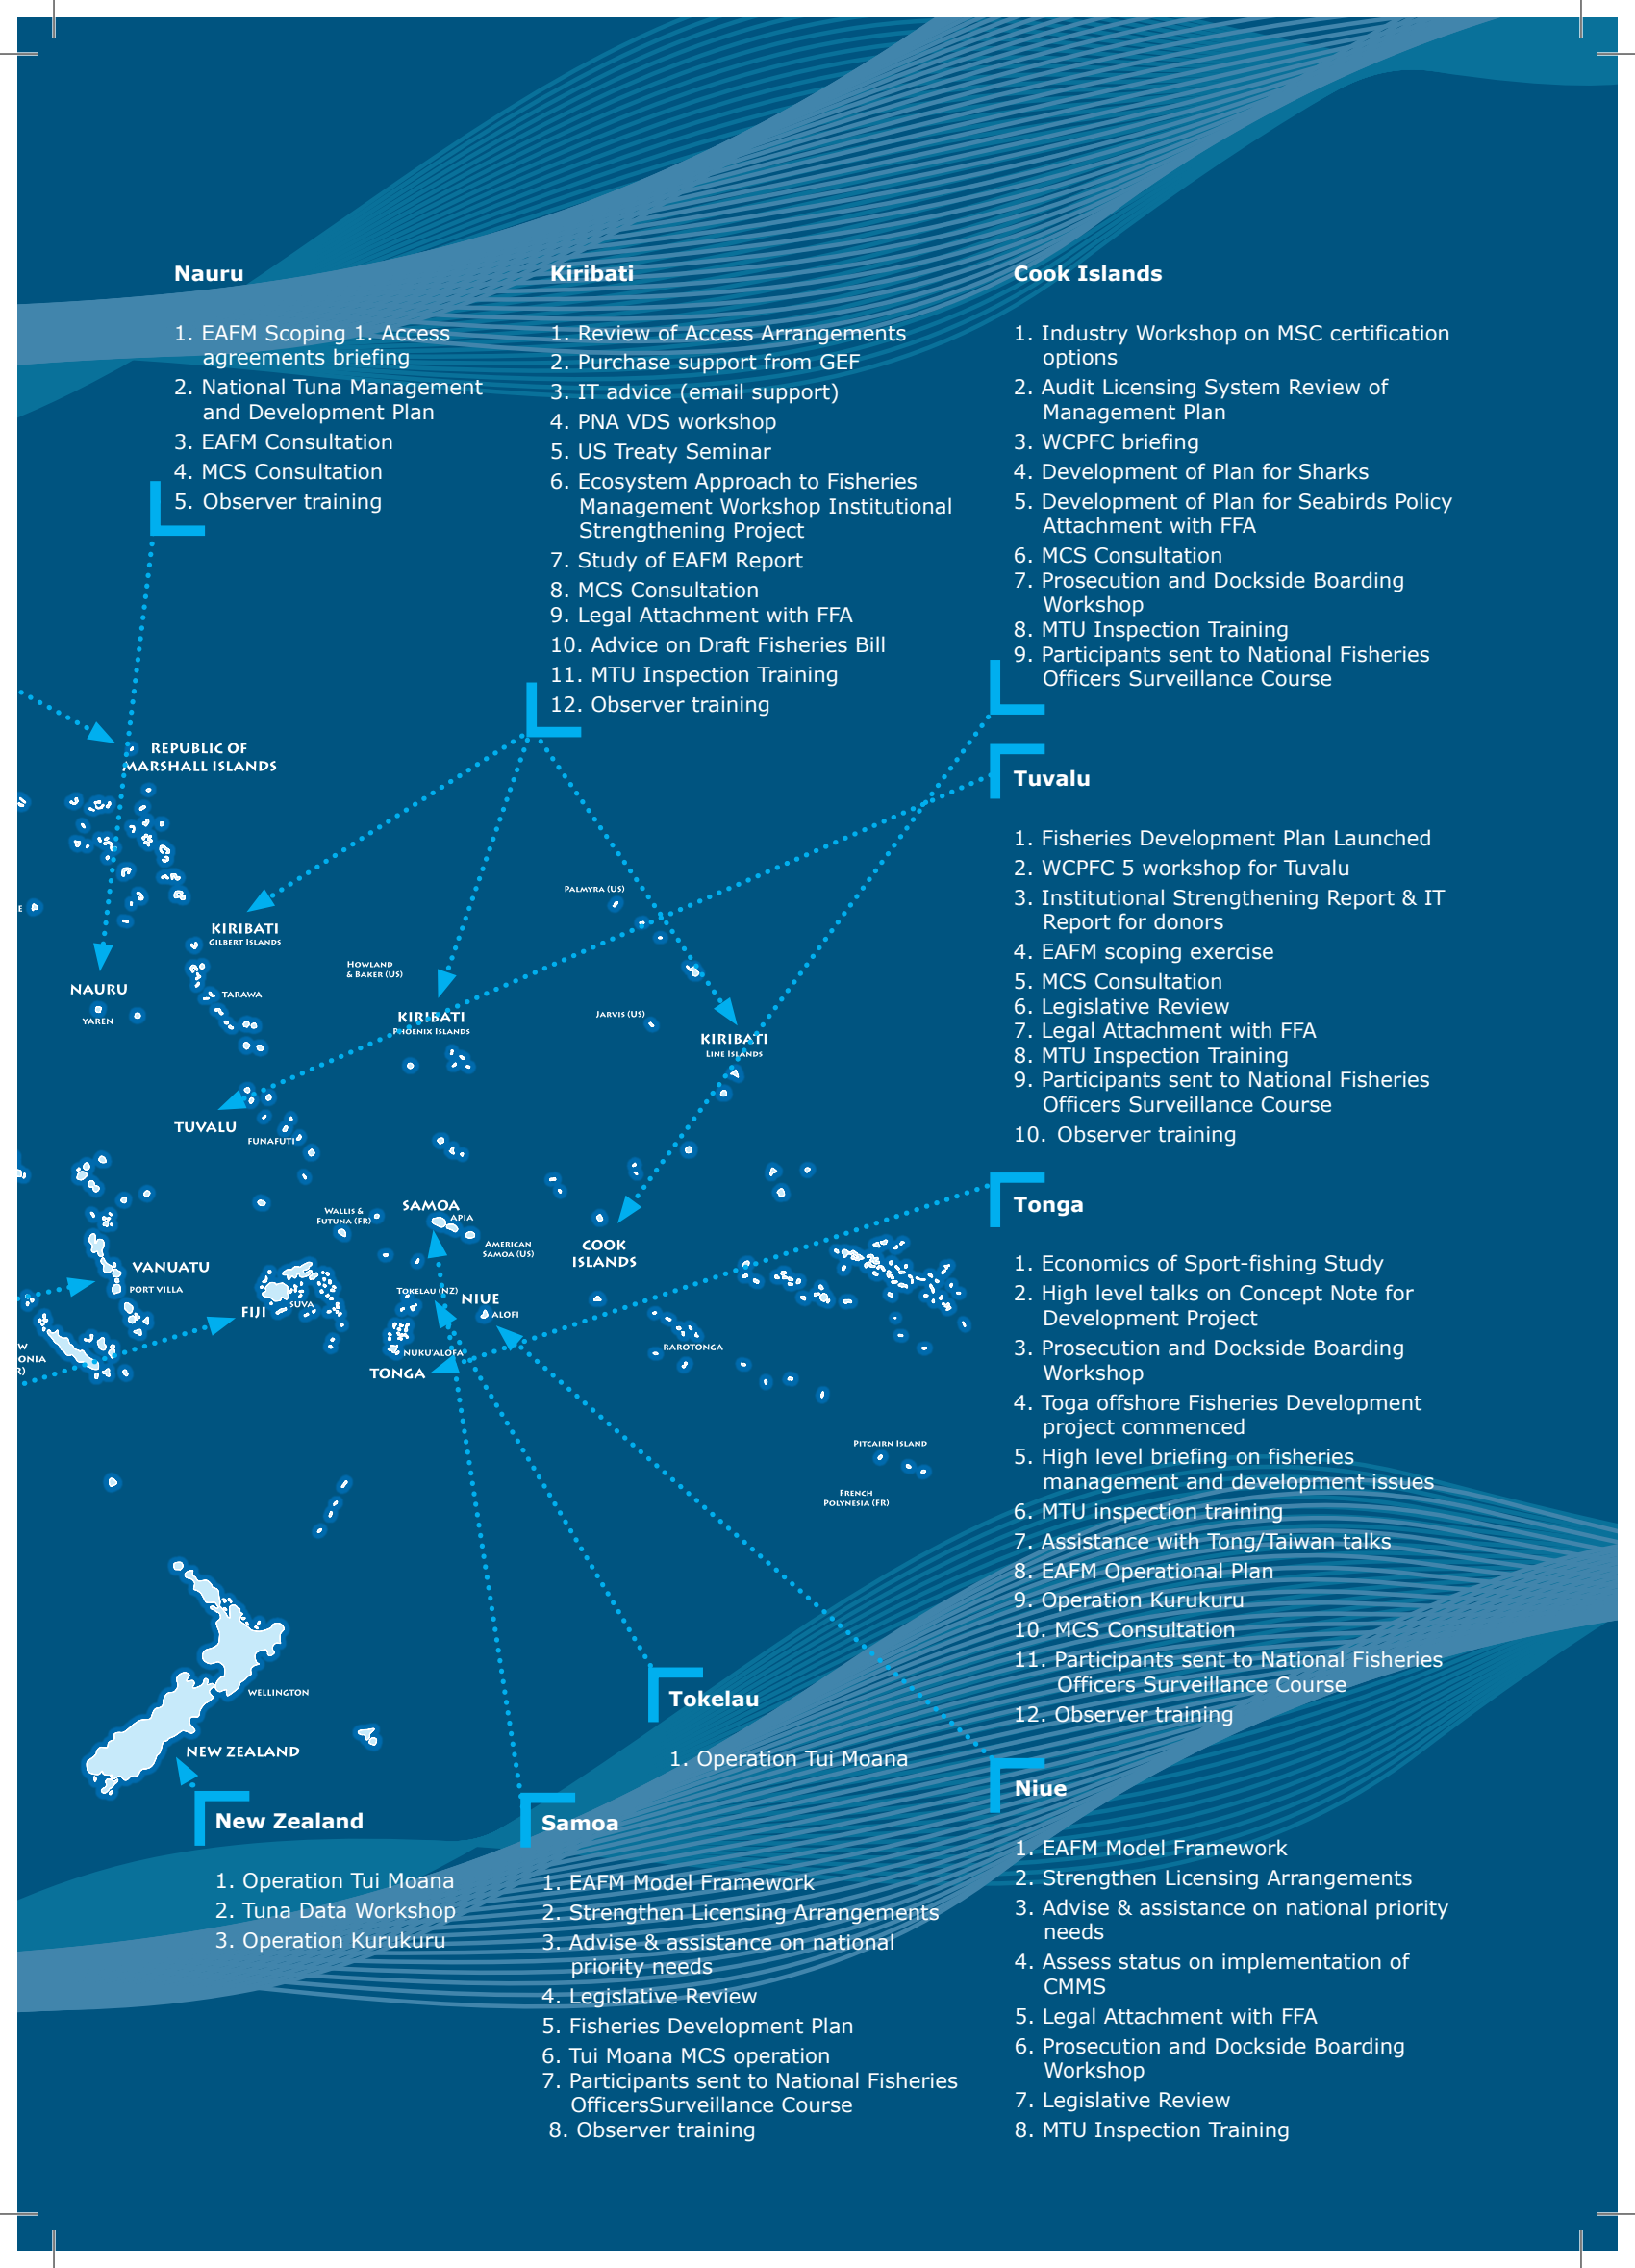 Nauru
1. EAFM Scoping 1. Access
agreements briefing
2. National Tuna Management
and Development Plan
3. EAFM Consultation
4. MCS Consultation
5. Observer training
Kiribati
1. Review of Access Arrangements
2. Purchase support from GEF
3. IT advice (email support)
4. PNA VDS workshop
5. US Treaty Seminar
6. Ecosystem Approach to Fisheries
Management Workshop Institutional
Strengthening Project
7. Study of EAFM Report
8. MCS Consultation
9. Legal Attachment with FFA
10. Advice on Draft Fisheries Bill
11. MTU Inspection Training
12. Observer training
Cook Islands
1. Industry Workshop on MSC certification
options
2. Audit Licensing System Review of
Management Plan
3. WCPFC briefing
4. Development of Plan for Sharks
5. Development of Plan for Seabirds Policy
Attachment with FFA
6. MCS Consultation
7. Prosecution and Dockside Boarding
Workshop
8. MTU Inspection Training
9. Participants sent to National Fisheries
Officers Surveillance Course
Tuvalu
1. Fisheries Development Plan Launched
2. WCPFC 5 workshop for Tuvalu
3. Institutional Strengthening Report & IT
Report for donors
4. EAFM scoping exercise
5. MCS Consultation
6. Legislative Review
7. Legal Attachment with FFA
8. MTU Inspection Training
9. Participants sent to National Fisheries
Officers Surveillance Course
10. Observer training
Tonga
1. Economics of Sport-fishing Study
2. High level talks on Concept Note for
Development Project
3. Prosecution and Dockside Boarding
Workshop
4. Toga offshore Fisheries Development
project commenced
5. High level briefing on fisheries
management and development issues
6. MTU inspection training
7. Assistance with Tong/Taiwan talks
8. EAFM Operational Plan
9. Operation Kurukuru
10. MCS Consultation
11. Participants sent to National Fisheries
Officers Surveillance Course
12. Observer training
REPUBLIC OF
MARSHALL ISLANDS
PALMYRA (US)
E
KIRIBATI
GILBERT ISLANDS
HOWLAND
& BAKER (US)
NAURU
YAREN
TARAWA
KIRIBATI
PHOENIX ISLANDS
JARVIS (US)
KIRIBATI
LINE ISLANDS
TUVALU
FUNAFUTI
WALLIS &
FUTUNA (FR)
SAMOA
APIA
AMERICAN
SAMOA (US)
COOK
ISLANDS
VANUATU
PORT VILLA
FIJI
SUVA
TOKELAU (NZ)
NIUE
ALOFI
W
ONIA
R)
NUKU'ALOFA
TONGA
RAROTONGA
PITCAIRN ISLAND
FRENCH
POLYNESIA (FR)
WELLINGTON
NEW ZEALAND
Tokelau
1. Operation Tui Moana
New Zealand
1. Operation Tui Moana
2. Tuna Data Workshop
3. Operation Kurukuru
Samoa
1. EAFM Model Framework
2. Strengthen Licensing Arrangements
3. Advise & assistance on national
priority needs
4. Legislative Review
5. Fisheries Development Plan
6. Tui Moana MCS operation
7. Participants sent to National Fisheries
OfficersSurveillance Course
8. Observer training
Niue
1. EAFM Model Framework
2. Strengthen Licensing Arrangements
3. Advise & assistance on national priority
needs
4. Assess status on implementation of
CMMS
5. Legal Attachment with FFA
6. Prosecution and Dockside Boarding
Workshop
7. Legislative Review
8. MTU Inspection Training